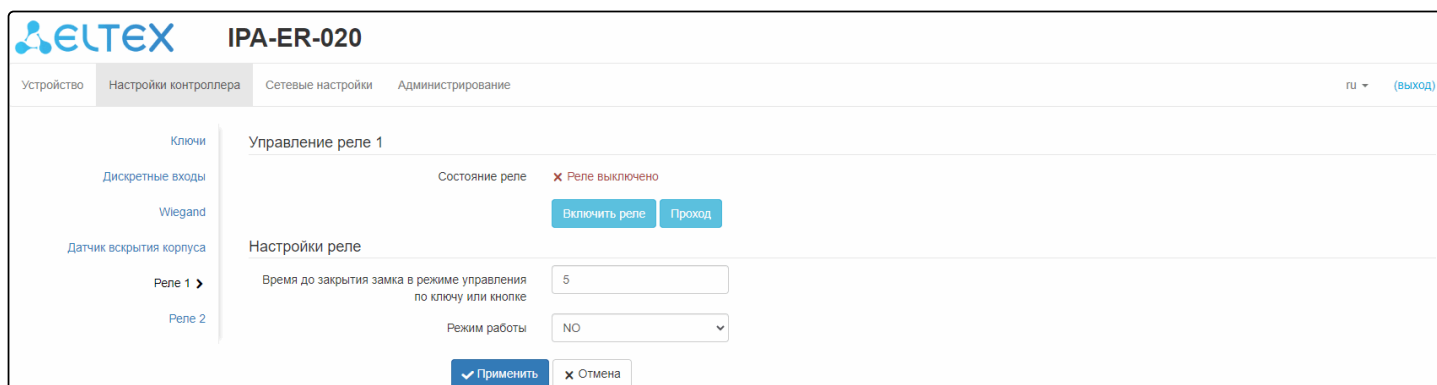 ELTEX IPA-ER-020
Устройство Настройки контроллера Сетевые настройки Администрирование ru (выход)
Ключи
Дискретные входы
Wiegand
Датчик вскрытия корпуса
Реле 1
Реле 2
Управление реле 1
Состояние реле Реле выключено
Включить реле Проход
Настройки реле
Время до закрытия замка в режиме управления
по ключу или кнопке
5
Режим работы NO
Применить Отмена